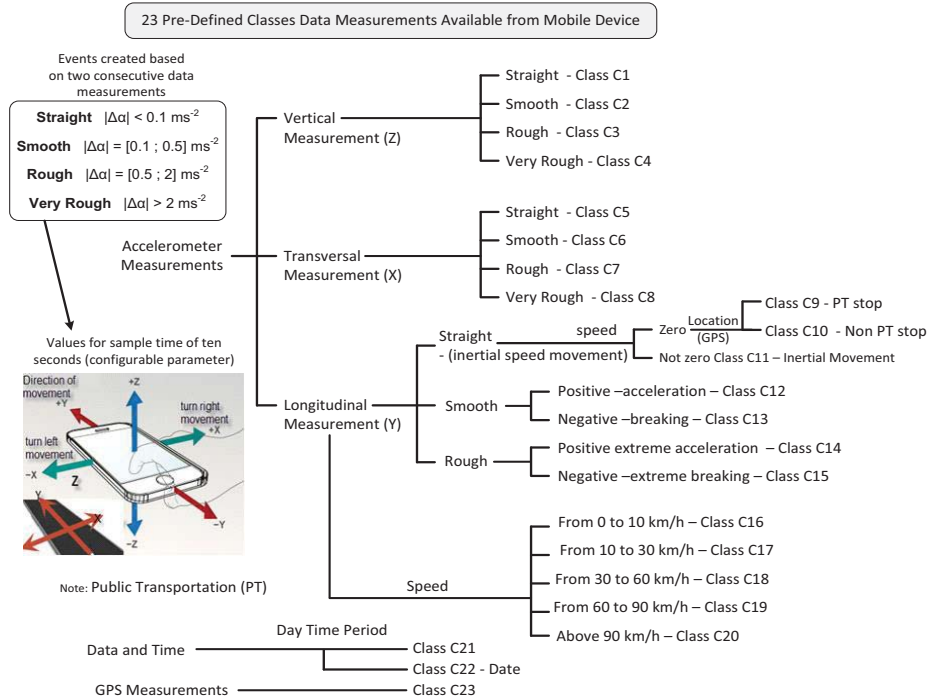 23 Pre-Defined Classes Data Measurements Available from Mobile Device
Events created based
on two consecutive data
measurements
Straight |Δα| < 0.1 ms-2
Smooth |Δα| = [0.1 ; 0.5] ms-2
Rough |Δα| = [0.5 ; 2] ms-2
Very Rough |Δα| > 2 ms-2
Accelerometer
Measurements
Vertical
Measurement (Z)
Straight - Class C1
Smooth - Class C2
Rough - Class C3
Very Rough - Class C4
Transversal
Measurement (X)
Straight - Class C5
Smooth - Class C6
Rough - Class C7
Very Rough - Class C8
Longitudinal
Measurement (Y)
Straight
- (inertial speed movement)
speed
Zero
Location
(GPS)
Class C9 - PT stop
Class C10 - Non PT stop
Not zero Class C11 – Inertial Movement
Smooth
Positive –acceleration – Class C12
Negative –breaking – Class C13
Rough
Positive extreme acceleration – Class C14
Negative –extreme breaking – Class C15
Speed
From 0 to 10 km/h – Class C16
From 10 to 30 km/h – Class C17
From 30 to 60 km/h – Class C18
From 60 to 90 km/h – Class C19
Above 90 km/h – Class C20
Values for sample time of ten
seconds (configurable parameter)
Direction of
movement
+Y
+Z
turn right
movement
+X
turn left
movement
-X
Z
-Y
-Z
Y
X
Note: Public Transportation (PT)
Data and Time
Day Time Period
Class C21
Class C22 - Date
GPS Measurements
Class C23